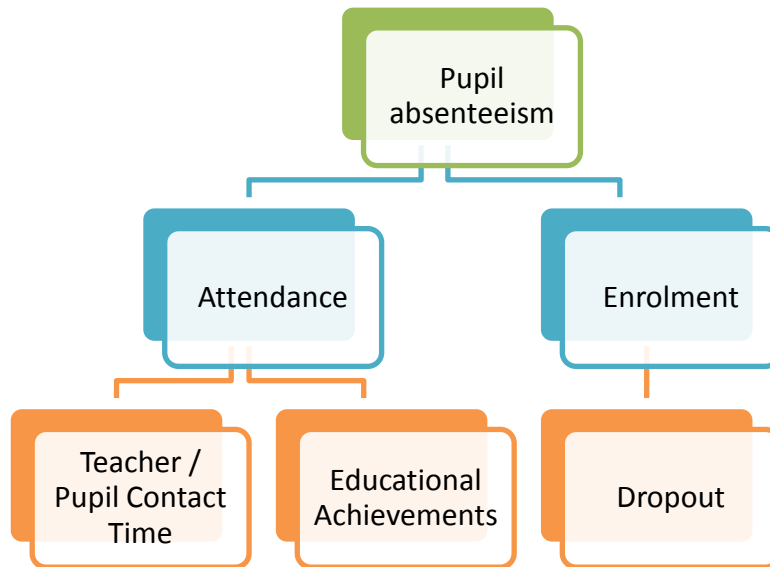 Pupil
absenteeism
Attendance
Enrolment
Teacher /
Pupil Contact
Time
Educational
Achievements
Dropout